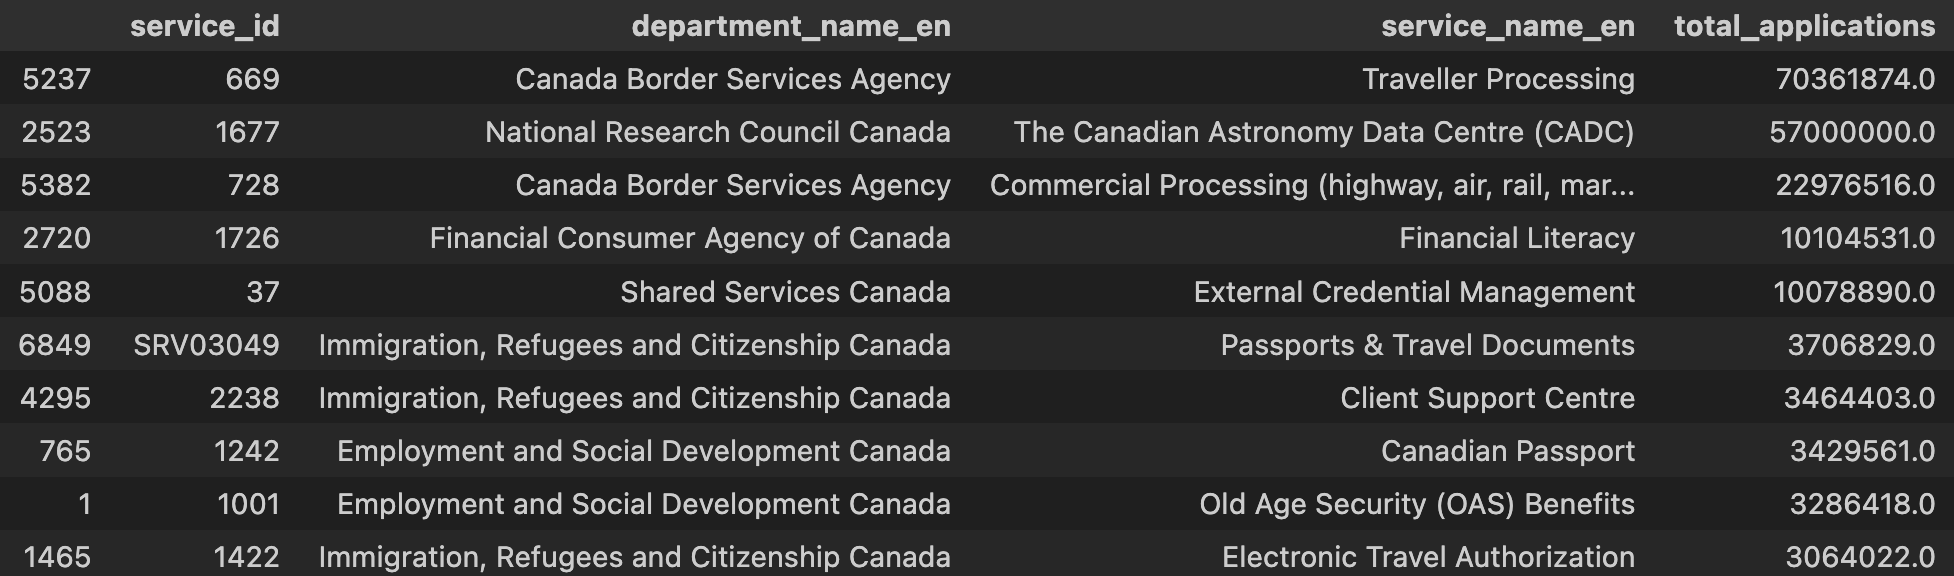 service_id department_name_en service_name_en total_applications
5237 669 Canada Border Services Agency Traveller Processing 70361874.0
2523 1677 National Research Council Canada The Canadian Astronomy Data Centre (CADC) 57000000.0
5382 728 Canada Border Services Agency Commercial Processing (highway, air, rail, mar... 22976516.0
2720 1726 Financial Consumer Agency of Canada Financial Literacy 10104531.0
5088 37 Shared Services Canada External Credential Management 10078890.0
6849 SRV03049 Immigration, Refugees and Citizenship Canada Passports & Travel Documents 3706829.0
4295 2238 Immigration, Refugees and Citizenship Canada Client Support Centre 3464403.0
765 1242 Employment and Social Development Canada Canadian Passport 3429561.0
1 1001 Employment and Social Development Canada Old Age Security (OAS) Benefits 3286418.0
1465 1422 Immigration, Refugees and Citizenship Canada Electronic Travel Authorization 3064022.0